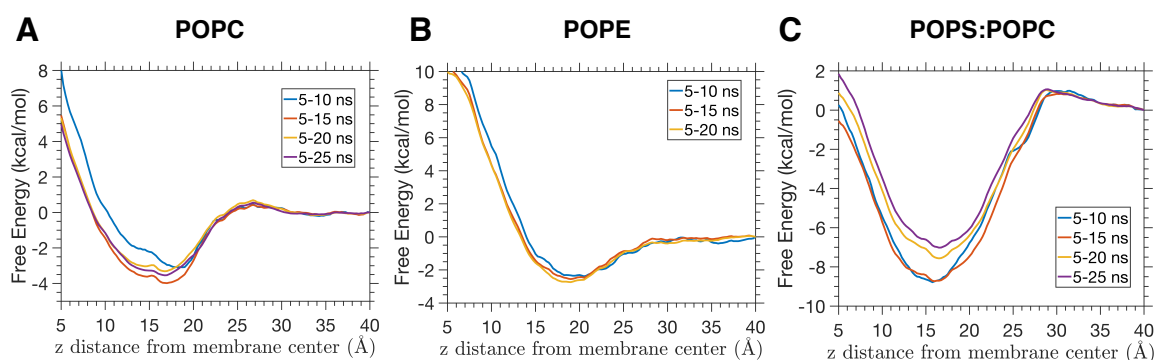 A
POPC
Free Energy (kcal/mol)
8
6
4
2
0
-2
-4
5-10 ns
5-15 ns
5-20 ns
5-25 ns
5 10 15 20 25 30 35 40
z distance from membrane center (Å)
B
POPE
Free Energy (kcal/mol)
10
8
6
4
2
0
-2
-4
5-10 ns
5-15 ns
5-20 ns
5 10 15 20 25 30 35 40
z distance from membrane center (Å)
C
POPS:POPC
Free Energy (kcal/mol)
2
0
-2
-4
-6
-8
-10
5-10 ns
5-15 ns
5-20 ns
5-25 ns
5 10 15 20 25 30 35 40
z distance from membrane center (Å)